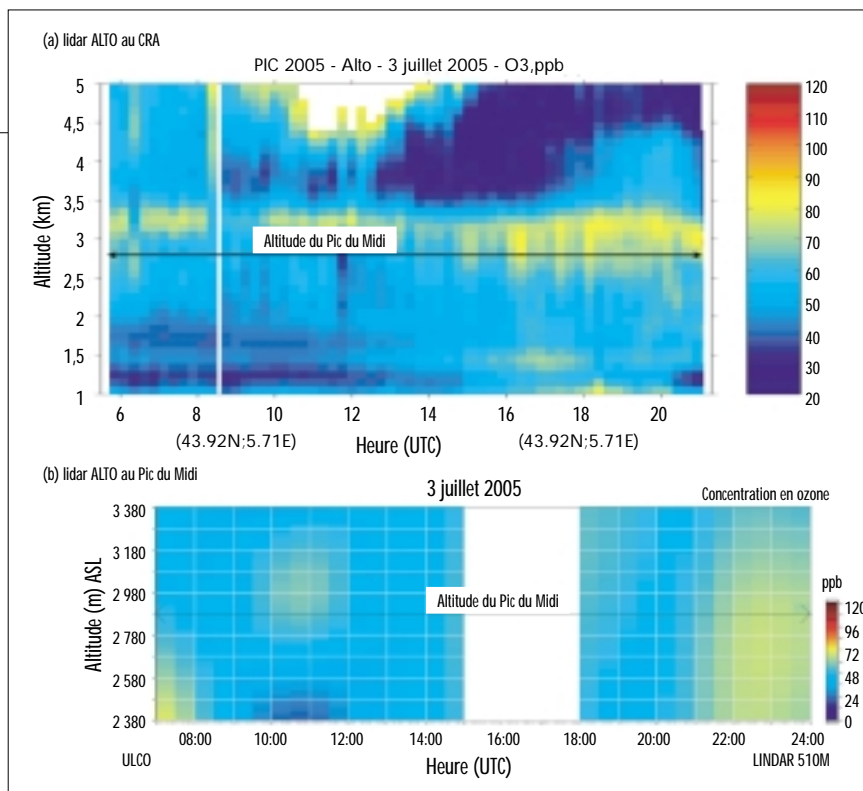 (a) lidar ALTO au CRA
PIC 2005 - Alto - 3 juillet 2005 - O3,ppb
Altitude (km)
5
4,5
4
3,5
3
2,5
2
1,5
1
Altitude du Pic du Midi
6 8 10 12 14 16 18 20
(43.92N;5.71E) Heure (UTC) (43.92N;5.71E)
120
110
100
90
80
70
60
50
40
30
20
(b) lidar ALTO au Pic du Midi
3 juillet 2005
Concentration en ozone
Altitude (m) ASL
3 380
3 180
2 980
2 780
2 580
2 380
Altitude du Pic du Midi
ppb
120
96
72
48
24
0
08:00 10:00 12:00 14:00 16:00 18:00 20:00 22:00 24:00
ULCO Heure (UTC) LINDAR 510M